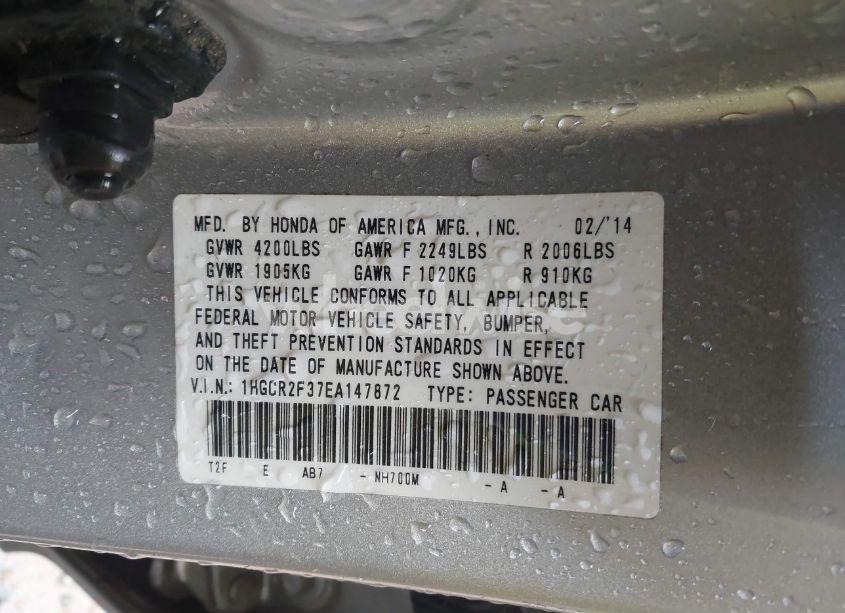 MFD. BY HONDA OF AMERICA MFG., INC. 02/'14
GVWR 4200LBS GAWR F 2249LBS R 2006LBS
GVWR 1905KG GAWR F 1020KG R 910KG
THIS VEHICLE CONFORMS TO ALL APPLICABLE
FEDERAL MOTOR VEHICLE SAFETY, BUMPER,
AND THEFT PREVENTION STANDARDS IN EFFECT
ON THE DATE OF MANUFACTURE SHOWN ABOVE.
V.I.N.: 1HGCR2F37EA147872 TYPE: PASSENGER CAR
T2F E AB7 - NH700M - A - A